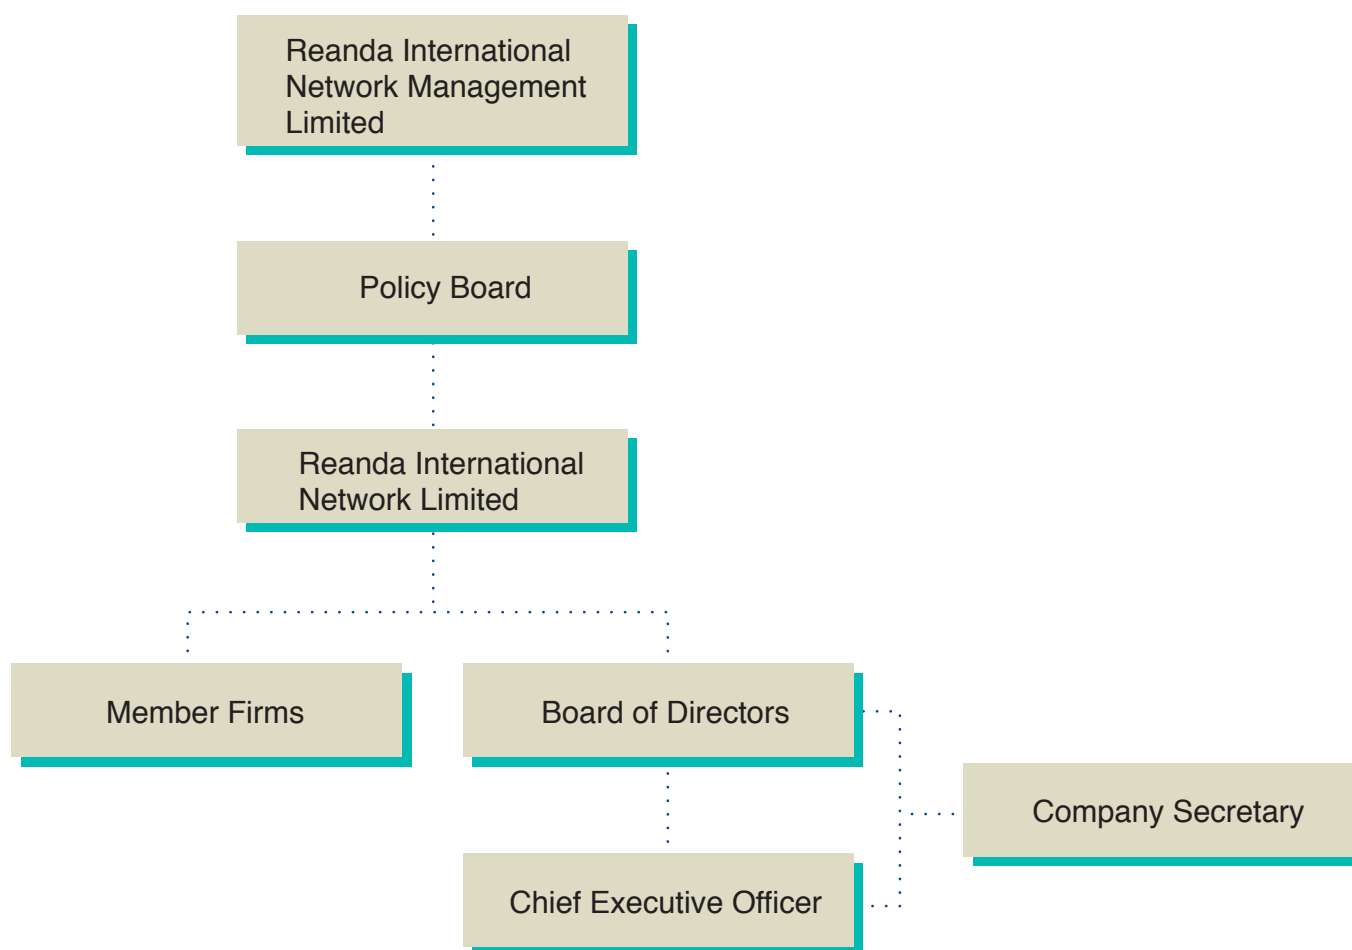 Reanda International
Network Management
Limited
Policy Board
Reanda International
Network Limited
Member Firms
Board of Directors
Company Secretary
Chief Executive Officer